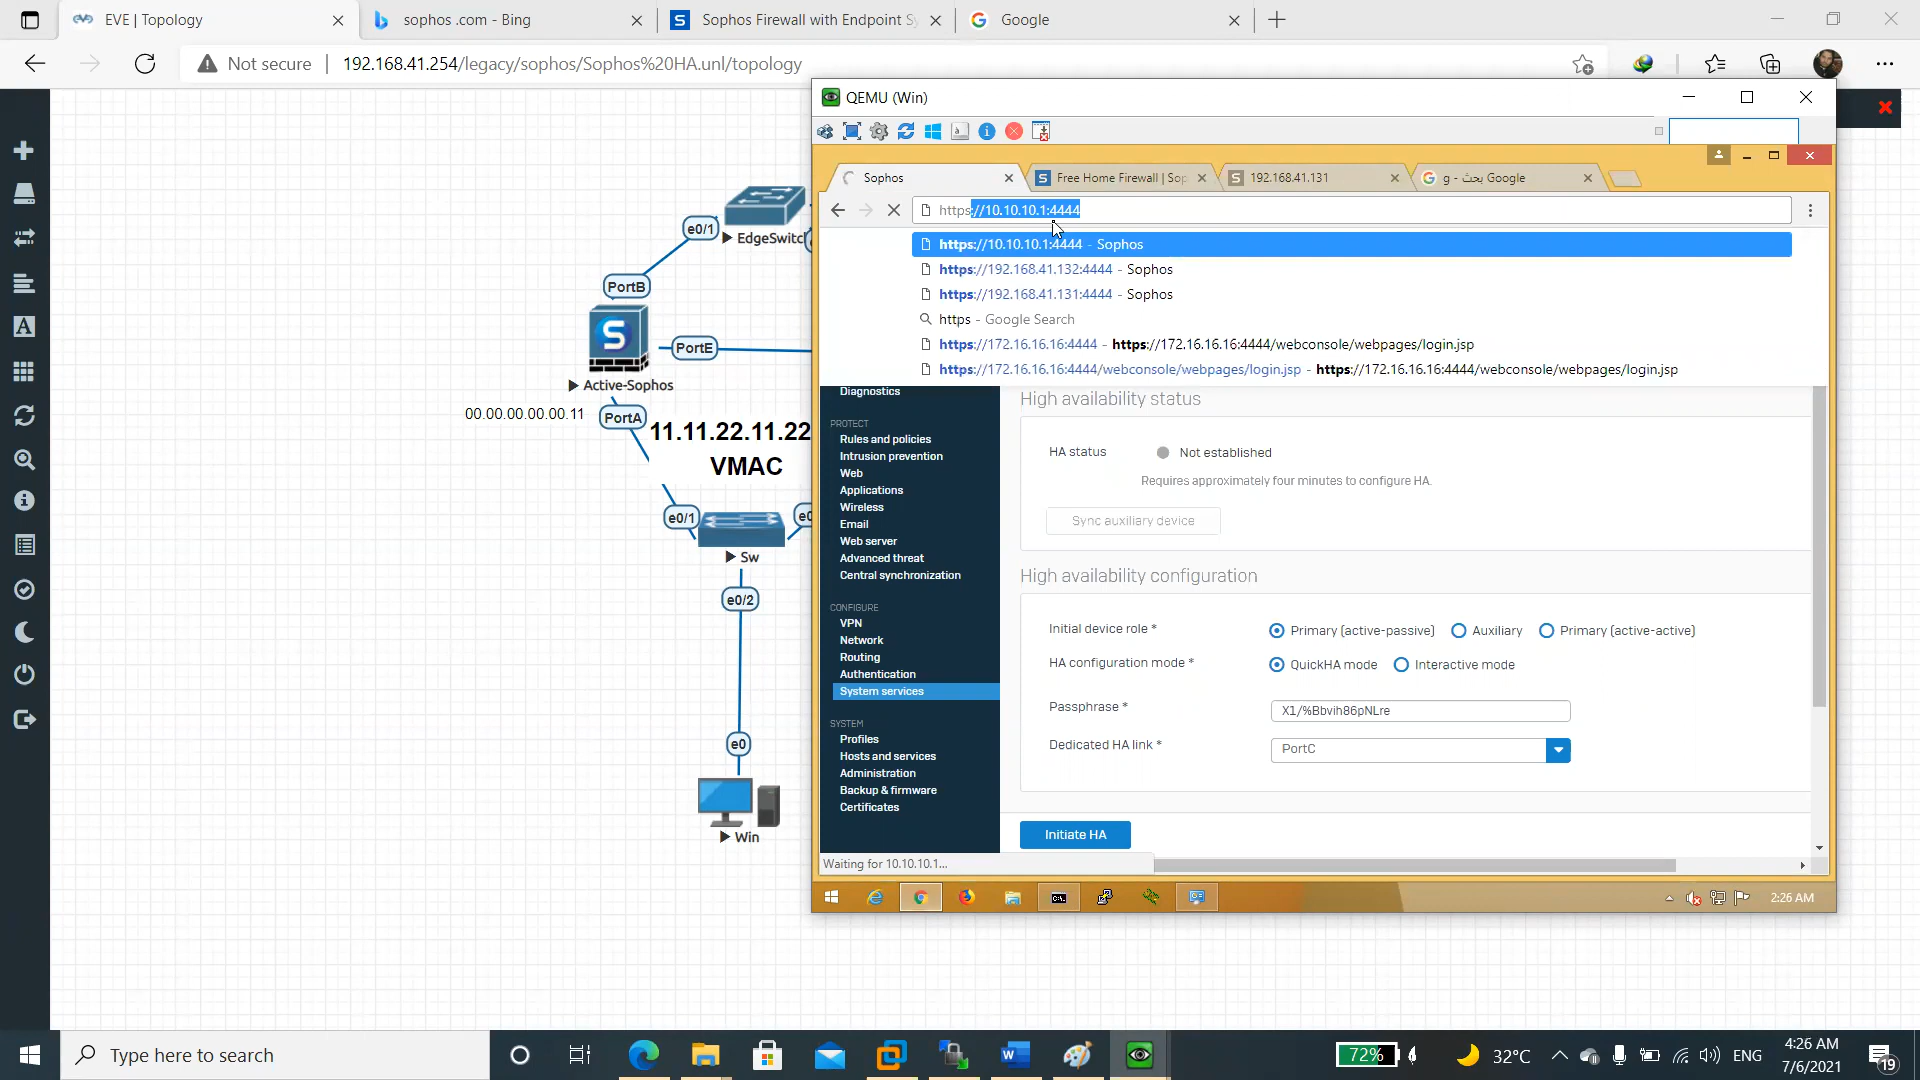 EVE | Topology
sophos .com - Bing
Sophos Firewall with Endpoint Sy
Google
Not secure
192.168.41.254/legacy/sophos/Sophos%20HA.unl/topology
QEMU (Win)
Sophos
Free Home Firewall | Sop
192.168.41.131
g - بحث Google
https://10.10.10.1:4444
https://10.10.10.1:4444 - Sophos
https://192.168.41.132:4444 - Sophos
https://192.168.41.131:4444 - Sophos
https - Google Search
https://172.16.16.16:4444 - https://172.16.16.16:4444/webconsole/webpages/login.jsp
https://172.16.16.16:4444/webconsole/webpages/login.jsp - https://172.16.16.16:4444/webconsole/webpages/login.jsp
e0/1
EdgeSwitc
PortB
PortE
Active-Sophos
00.00.00.00.00.11
PortA
11.11.22.11.22
VMAC
e0/1
e0
Sw
e0/2
e0
Win
Diagnostics
PROTECT
Rules and policies
Intrusion prevention
Web
Applications
Wireless
Email
Web server
Advanced threat
Central synchronization
CONFIGURE
VPN
Network
Routing
Authentication
System services
SYSTEM
Profiles
Hosts and services
Administration
Backup & firmware
Certificates
High availability status
HA status
Not established
Requires approximately four minutes to configure HA.
Sync auxiliary device
High availability configuration
Initial device role *
Primary (active-passive)
Auxiliary
Primary (active-active)
HA configuration mode *
QuickHA mode
Interactive mode
Passphrase *
X1/%Bbvih86pNLre
Dedicated HA link *
PortC
Initiate HA
Waiting for 10.10.10.1...
2:26 AM
Type here to search
72%
32°C
ENG
4:26 AM
7/6/2021
19